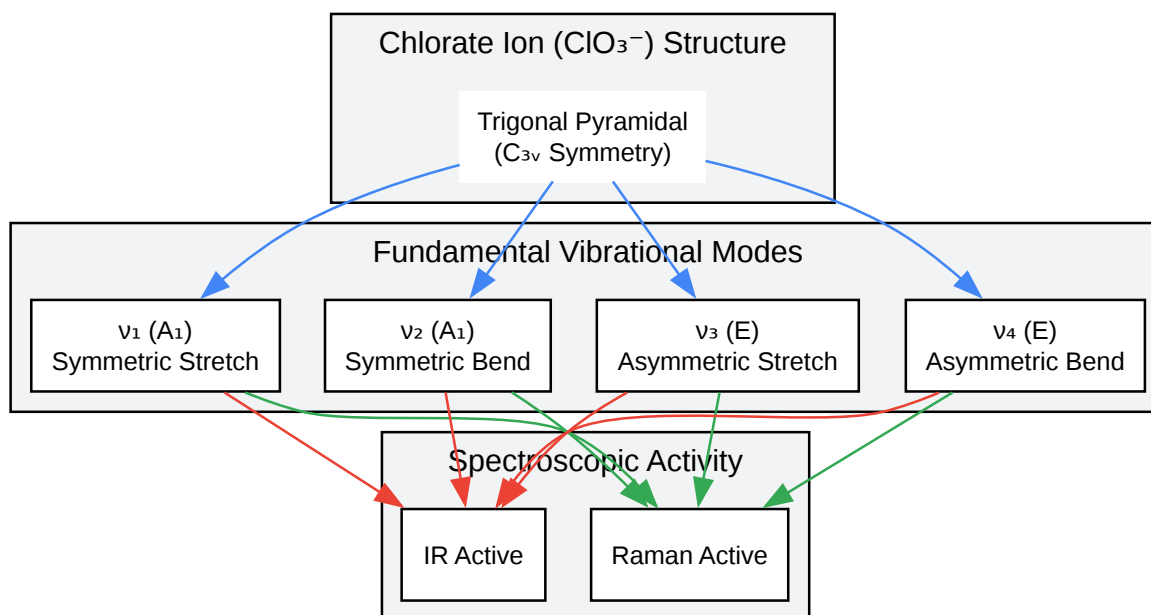 Chlorate Ion (ClO₃⁻) Structure
Trigonal Pyramidal
(C₃ᵥ Symmetry)
Fundamental Vibrational Modes
ν₁ (A₁)
Symmetric Stretch
ν₂ (A₁)
Symmetric Bend
ν₃ (E)
Asymmetric Stretch
ν₄ (E)
Asymmetric Bend
Spectroscopic Activity
IR Active
Raman Active